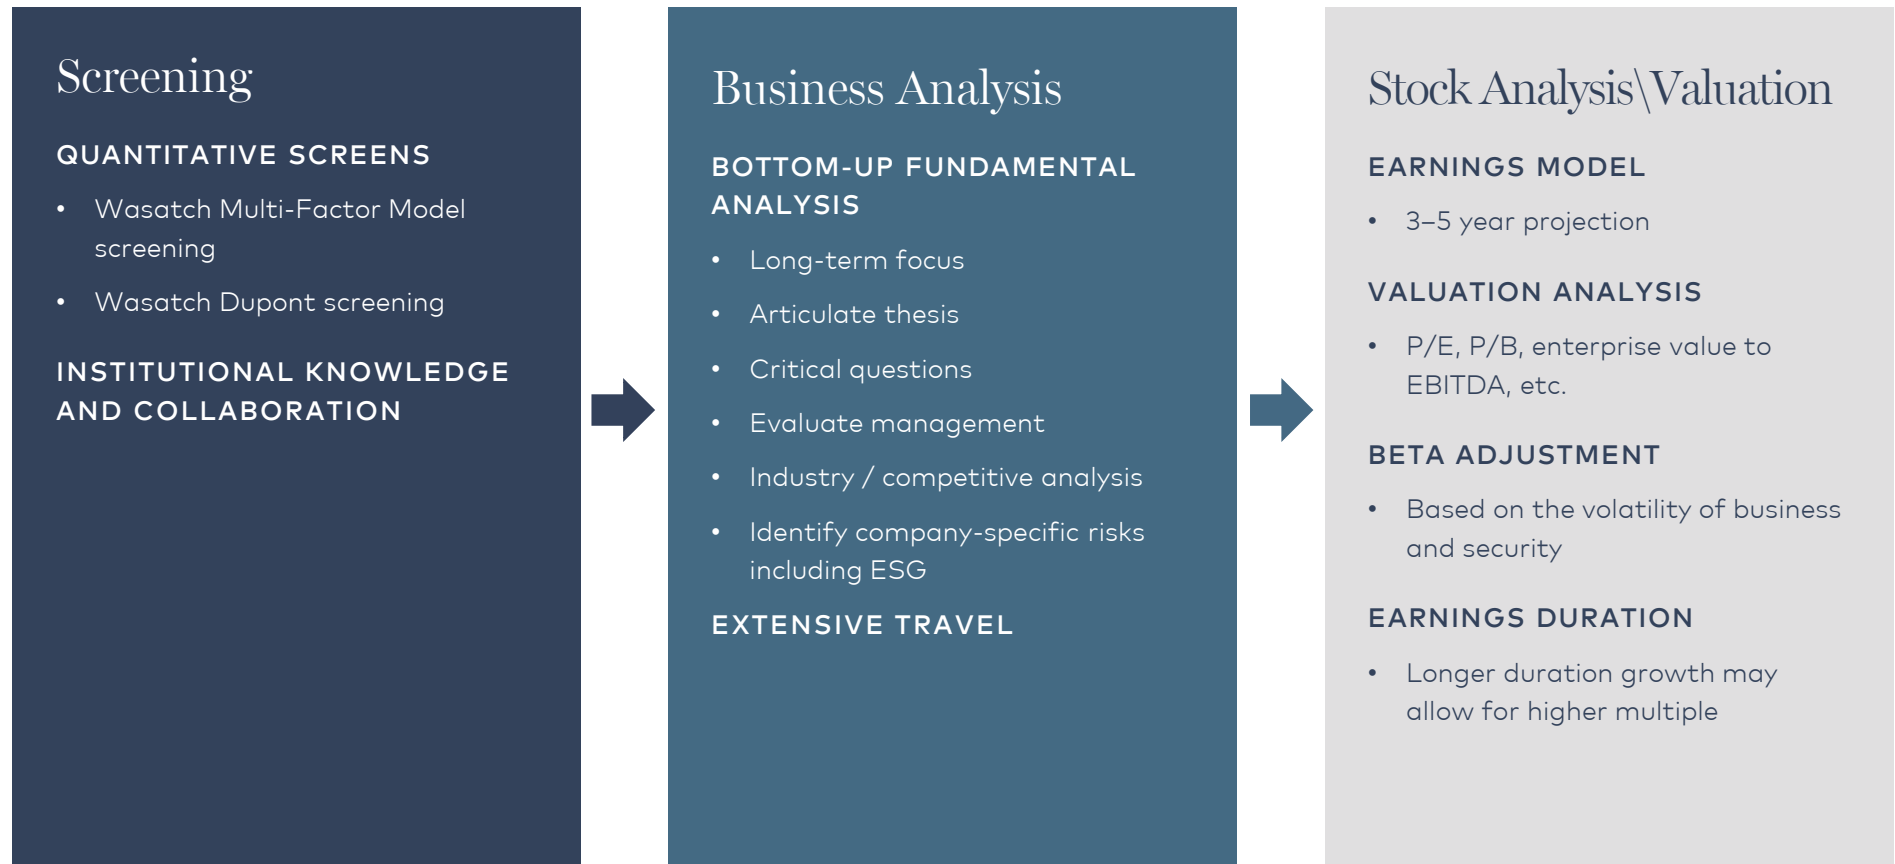 Screening
QUANTITATIVE SCREENS
• Wasatch Multi-Factor Model
screening
• Wasatch Dupont screening
INSTITUTIONAL KNOWLEDGE
AND COLLABORATION
Business Analysis
BOTTOM-UP FUNDAMENTAL
ANALYSIS
• Long-term focus
• Articulate thesis
• Critical questions
• Evaluate management
• Industry / competitive analysis
• Identify company-specific risks
including ESG
EXTENSIVE TRAVEL
Stock Analysis\Valuation
EARNINGS MODEL
• 3–5 year projection
VALUATION ANALYSIS
• P/E, P/B, enterprise value to
EBITDA, etc.
BETA ADJUSTMENT
• Based on the volatility of business
and security
EARNINGS DURATION
• Longer duration growth may
allow for higher multiple